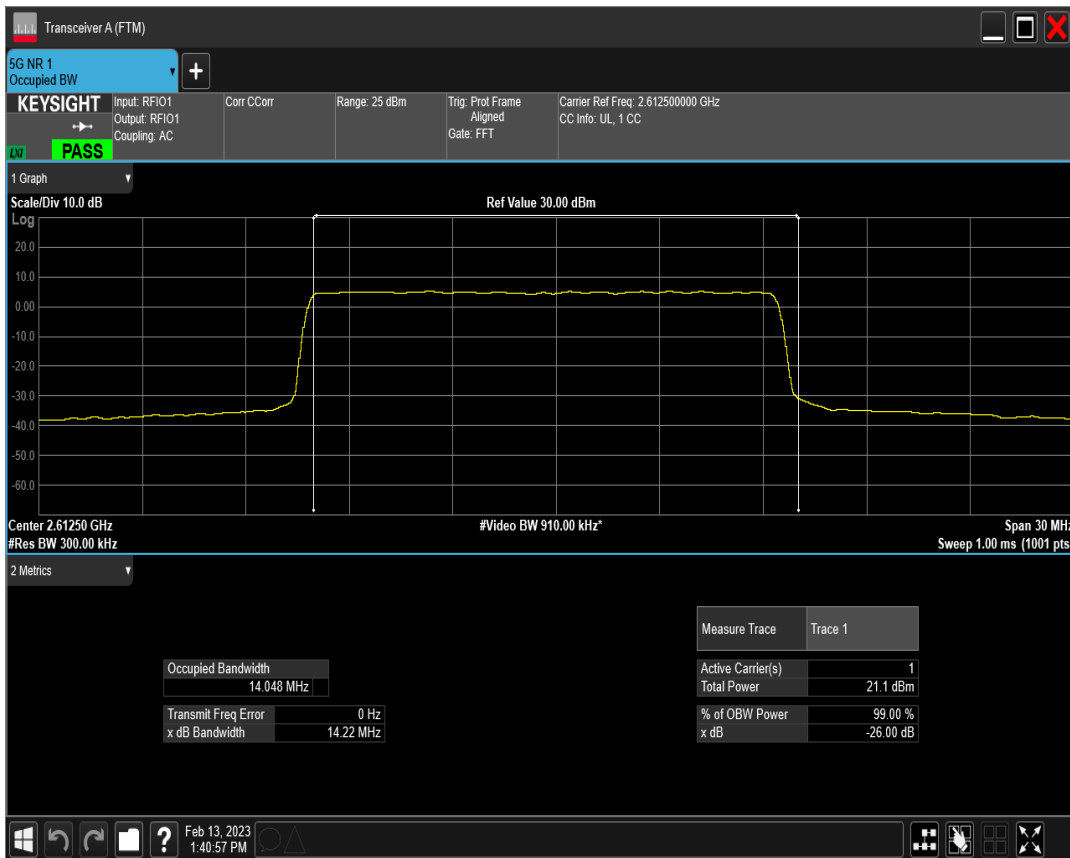 Transceiver A (FTM)
5G NR 1
Occupied BW
+
KEYSIGHT
LXI
PASS
Input: RFIO1
Output: RFIO1
Coupling: AC
Corr CCorr
Range: 25 dBm
Trig: Prot Frame
Aligned
Gate: FFT
Carrier Ref Freq: 2.612500000 GHz
CC Info: UL, 1 CC
1 Graph
Scale/Div 10.0 dB
Ref Value 30.00 dBm
Log
20.0
10.0
0.00
-10.0
-20.0
-30.0
-40.0
-50.0
-60.0
Center 2.61250 GHz
#Video BW 910.00 kHz*
Span 30 MHz
#Res BW 300.00 kHz
Sweep 1.00 ms (1001 pts
2 Metrics
Measure Trace Trace 1
Occupied Bandwidth
14.048 MHz
Active Carrier(s) 1
Total Power 21.1 dBm
Transmit Freq Error 0 Hz
x dB Bandwidth 14.22 MHz
% of OBW Power 99.00 %
x dB -26.00 dB
?
Feb 13, 2023
1:40:57 PM